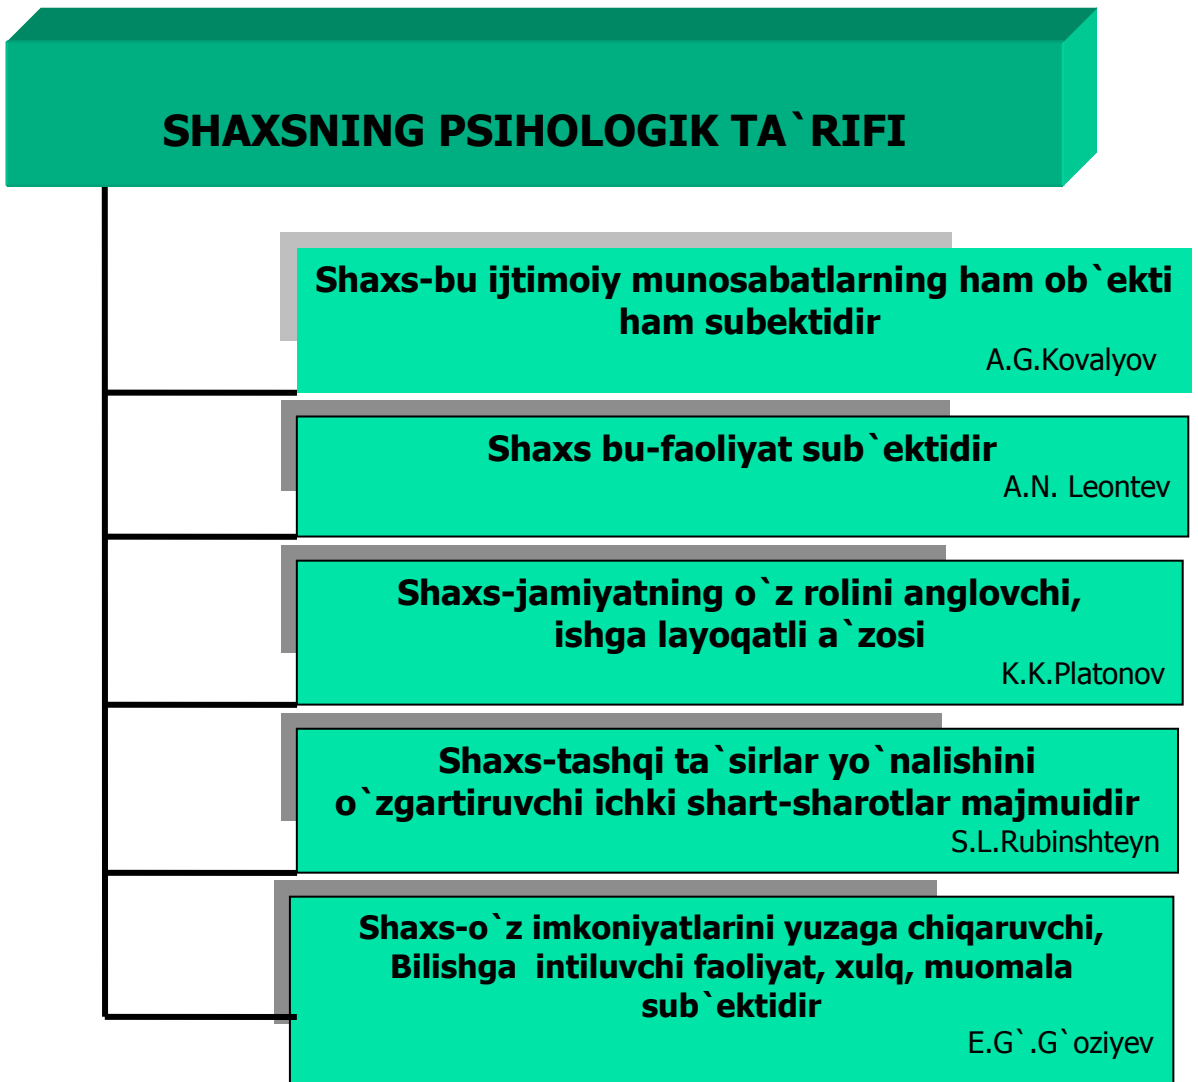 SHAXSNING PSIHOLOGIK TA`RIFI
Shaxs-bu ijtimoiy munosabatlarning ham ob`ekti
ham subektidir
A.G.Kovalyov
Shaxs bu-faoliyat sub`ektidir
A.N. Leontev
Shaxs-jamiyatning o`z rolini anglovchi,
ishga layoqatli a`zosi
K.K.Platonov
Shaxs-tashqi ta`sirlar yo`nalishini
o`zgartiruvchi ichki shart-sharotlar majmuidir
S.L.Rubinshteyn
Shaxs-o`z imkoniyatlarini yuzaga chiqaruvchi,
Bilishga intiluvchi faoliyat, xulq, muomala
sub`ektidir
E.G`.G`oziyev